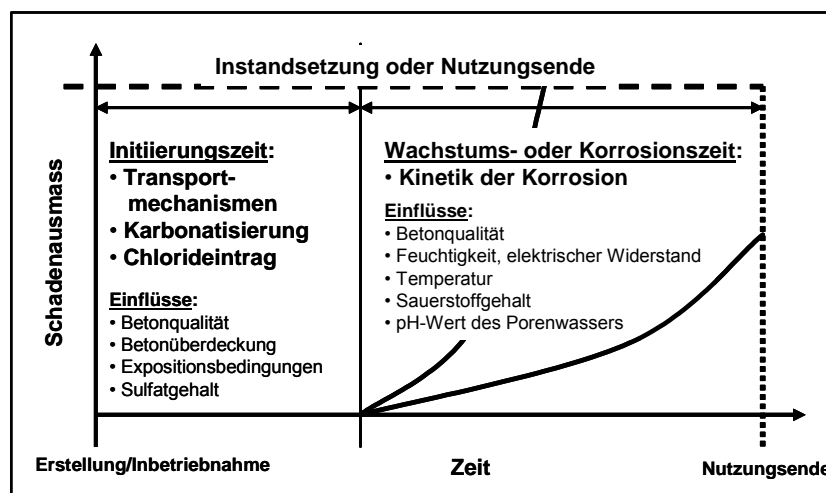 Instandsetzung oder Nutzungsende
Schadenausmass
Initiierungszeit:
• Transport-
mechanismen
• Karbonatisierung
• Chlorideintrag
Einflüsse:
• Betonqualität
• Betonüberdeckung
• Expositionsbedingungen
• Sulfatgehalt
Wachstums- oder Korrosionszeit:
• Kinetik der Korrosion
Einflüsse:
• Betonqualität
• Feuchtigkeit, elektrischer Widerstand
• Temperatur
• Sauerstoffgehalt
• pH-Wert des Porenwassers
Erstellung/Inbetriebnahme
Zeit
Nutzungsende